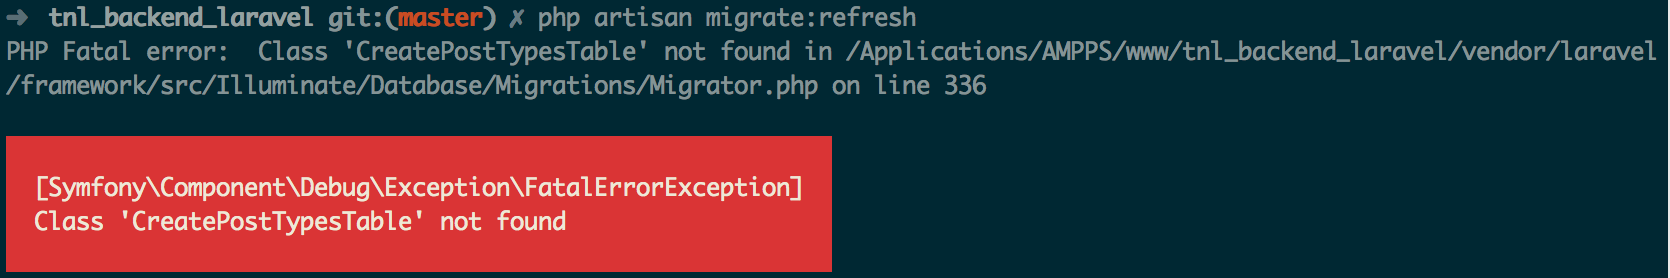 ➜ tnl_backend_laravel git:(master) ✗ php artisan migrate:refresh
PHP Fatal error:  Class 'CreatePostTypesTable' not found in /Applications/AMPPS/www/tnl_backend_laravel/vendor/laravel
/framework/src/Illuminate/Database/Migrations/Migrator.php on line 336
[Symfony\Component\Debug\Exception\FatalErrorException]
Class 'CreatePostTypesTable' not found